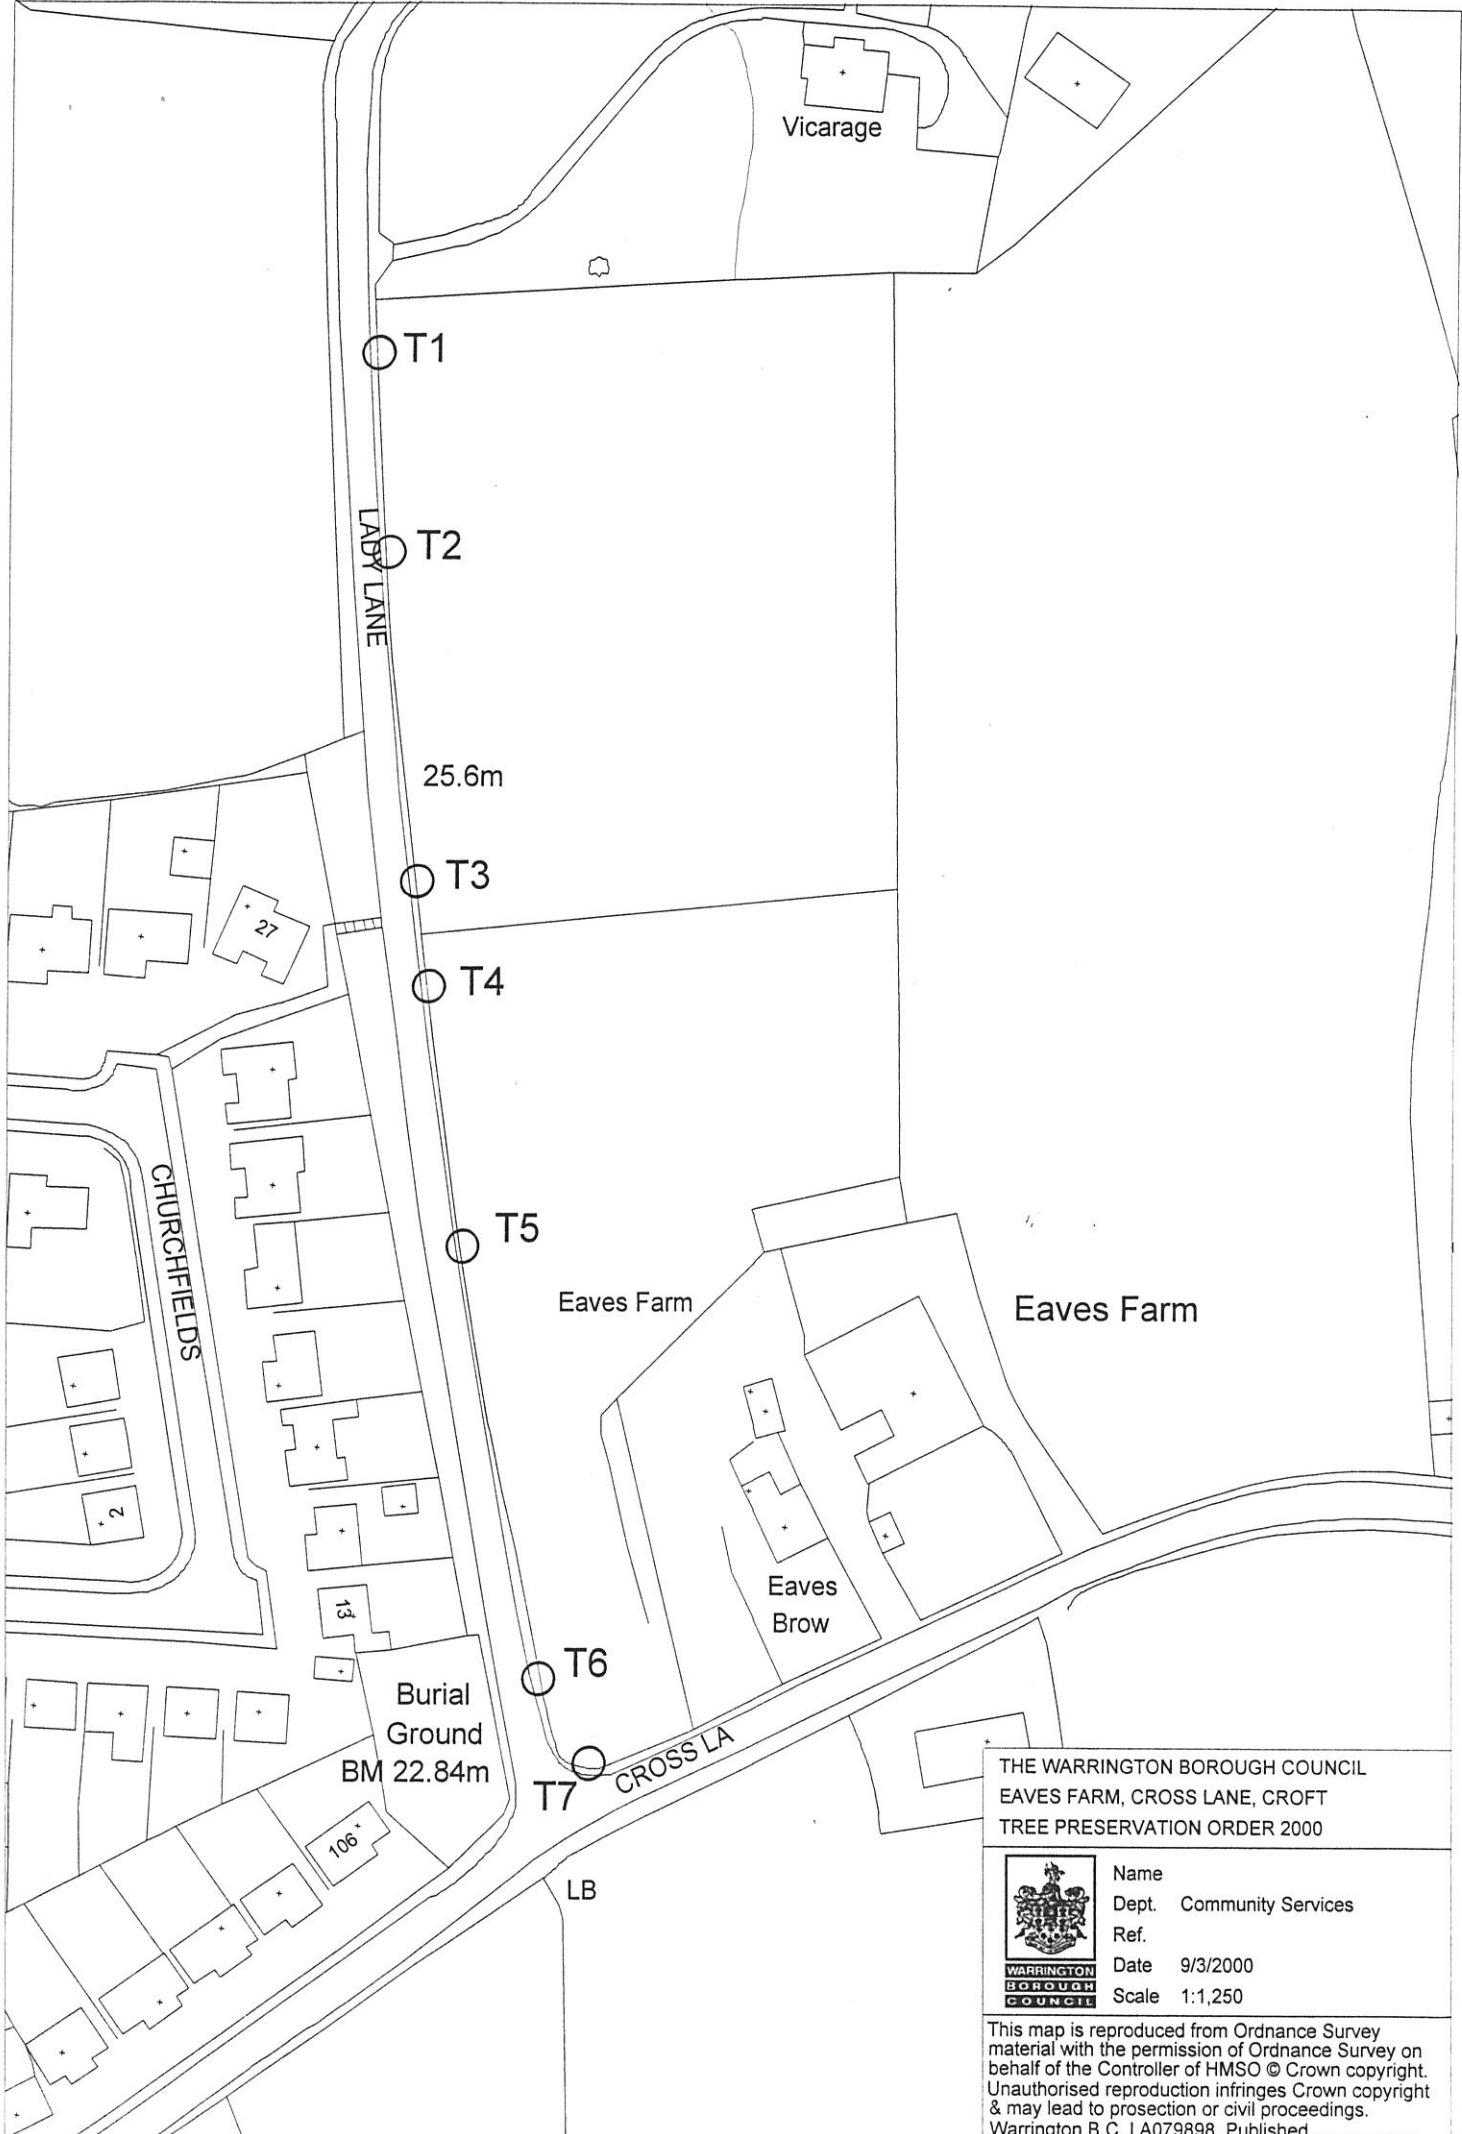 Vicarage
T1
T2
LADY LANE
25.6m
T3
27
T4
CHURCHFIELDS
T5
Eaves Farm
Eaves Farm
2
13
Eaves
Brow
T6
Burial
Ground
BM 22.84m
T7
CROSS LA
106
LB
THE WARRINGTON BOROUGH COUNCIL
EAVES FARM, CROSS LANE, CROFT
TREE PRESERVATION ORDER 2000
Name
Dept. Community Services
Ref.
Date 9/3/2000
Scale 1:1,250
WARRINGTON
BOROUGH
COUNCIL
This map is reproduced from Ordnance Survey
material with the permission of Ordnance Survey on
behalf of the Controller of HMSO © Crown copyright.
Unauthorised reproduction infringes Crown copyright
& may lead to prosection or civil proceedings.
Warrington B.C. LA079898. Published